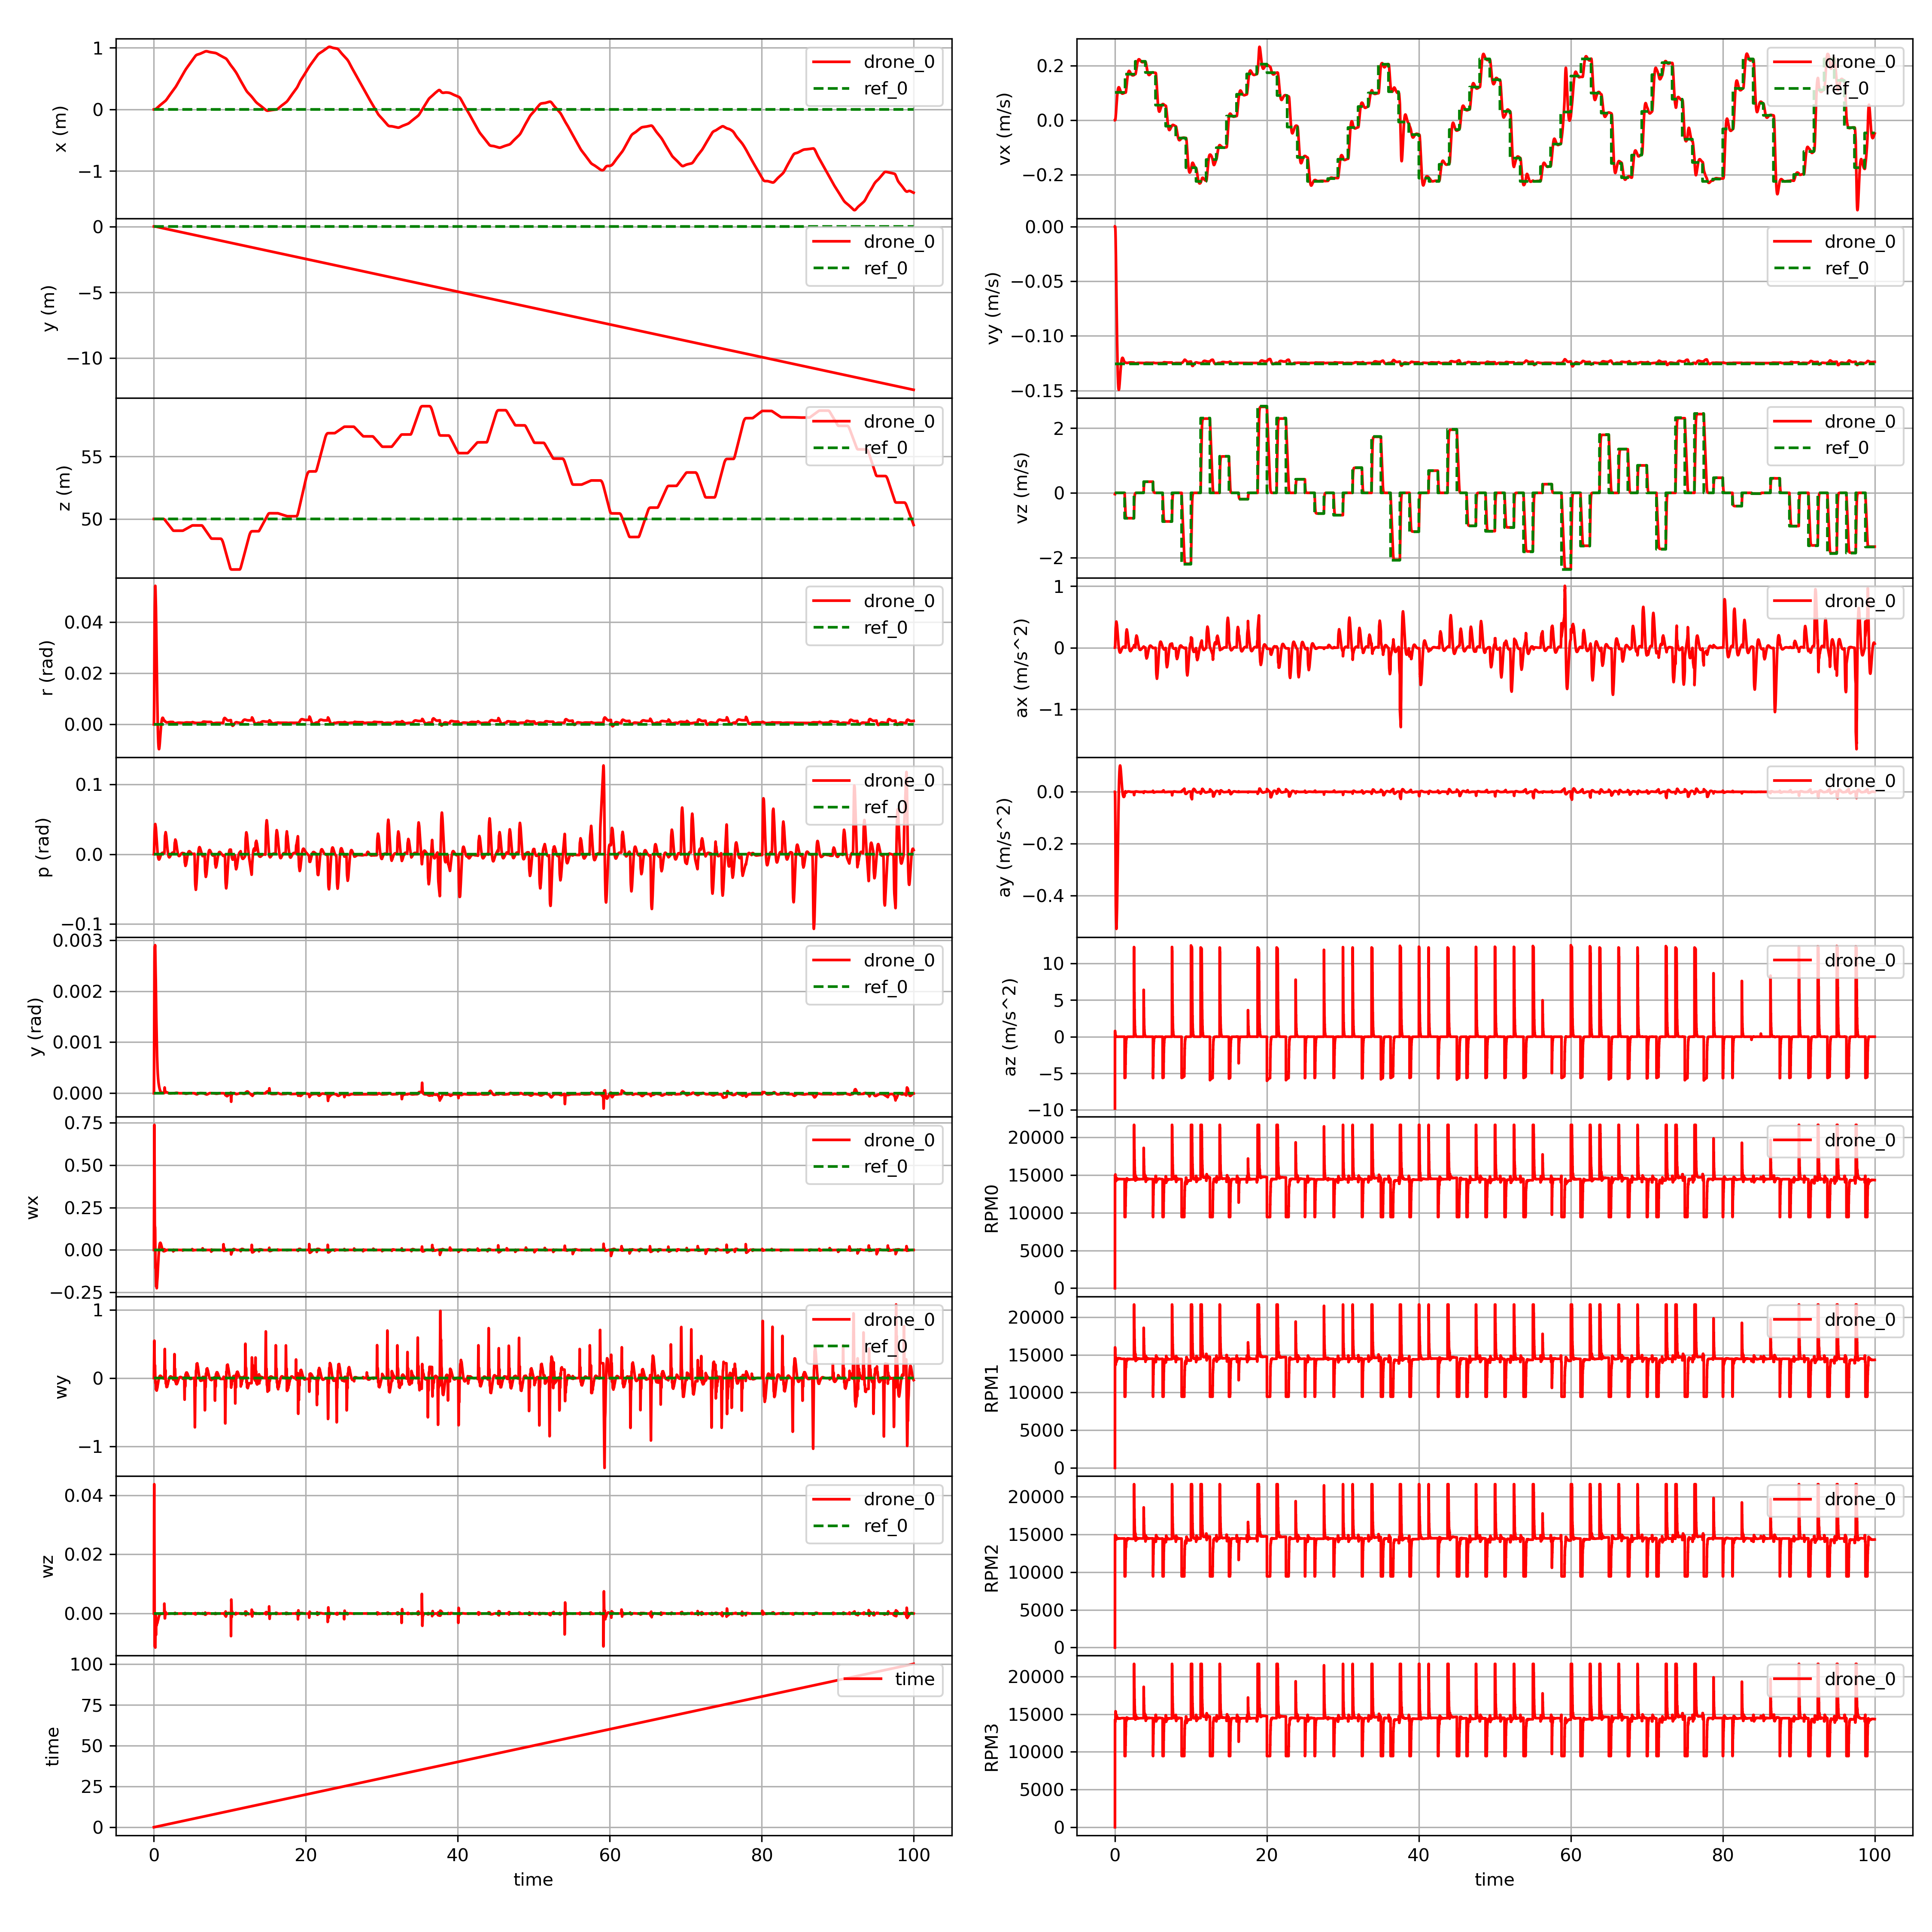 1
0
−1
x (m)
drone_0
ref_0
0
−5
−10
y (m)
drone_0
ref_0
55
50
z (m)
drone_0
ref_0
0.04
0.02
0.00
r (rad)
drone_0
ref_0
0.1
0.0
−0.1
p (rad)
drone_0
ref_0
0.003
0.002
0.001
0.000
y (rad)
drone_0
ref_0
0.75
0.50
0.25
0.00
−0.25
wx
drone_0
ref_0
1
0
−1
wy
drone_0
ref_0
0.04
0.02
0.00
wz
drone_0
ref_0
100
75
50
25
0
time
time
0 20 40 60 80 100
time
0.2
0.0
−0.2
vx (m/s)
drone_0
ref_0
0.00
−0.05
−0.10
−0.15
vy (m/s)
drone_0
ref_0
2
0
−2
vz (m/s)
drone_0
ref_0
1
0
−1
ax (m/s^2)
drone_0
0.0
−0.2
−0.4
ay (m/s^2)
drone_0
10
5
0
−5
−10
az (m/s^2)
drone_0
20000
15000
10000
5000
0
RPM0
drone_0
20000
15000
10000
5000
0
RPM1
drone_0
20000
15000
10000
5000
0
RPM2
drone_0
20000
15000
10000
5000
0
RPM3
drone_0
0 20 40 60 80 100
time